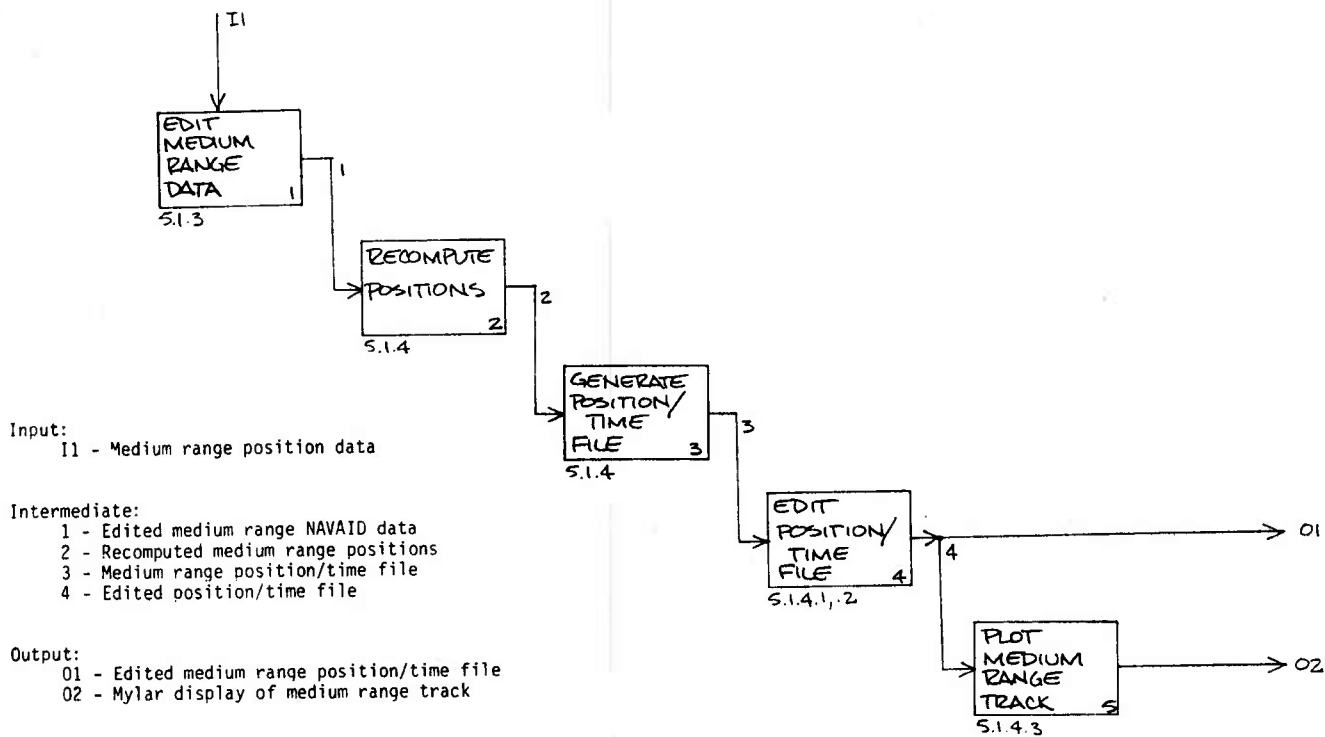 I1
EDIT
MEDIUM
RANGE
DATA
1
5.1.3
1
RECOMPUTE
POSITIONS
2
5.1.4
2
GENERATE
POSITION/
TIME
FILE
3
5.1.4
3
EDIT
POSITION/
TIME
FILE
4
5.1.4.1,.2
4
O1
PLOT
MEDIUM
RANGE
TRACK
5
5.1.4.3
O2
Input:
I1 - Medium range position data
Intermediate:
1 - Edited medium range NAVAID data
2 - Recomputed medium range positions
3 - Medium range position/time file
4 - Edited position/time file
Output:
O1 - Edited medium range position/time file
O2 - Mylar display of medium range track